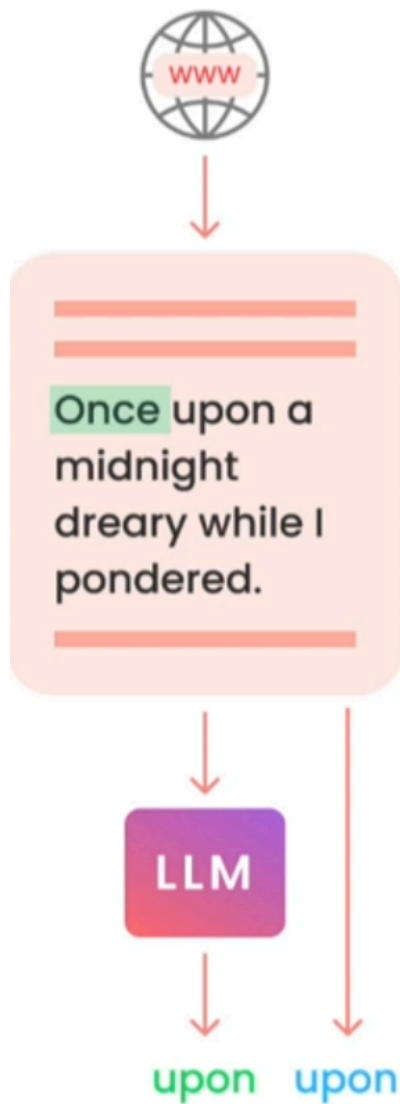 www
Once upon a
midnight
dreary while I
pondered.
LLM
upon upon